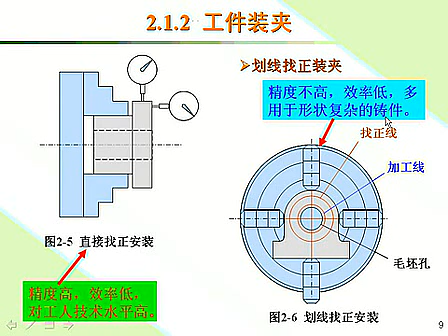 2.1.2 工件装夹
划线找正装夹
精度不高，效率低，多
用于形状复杂的铸件。
找正线
加工线
毛坯孔
图2-5 直接找正安装
精度高，效率低，
对工人技术水平高。
图2-6 划线找正安装
9